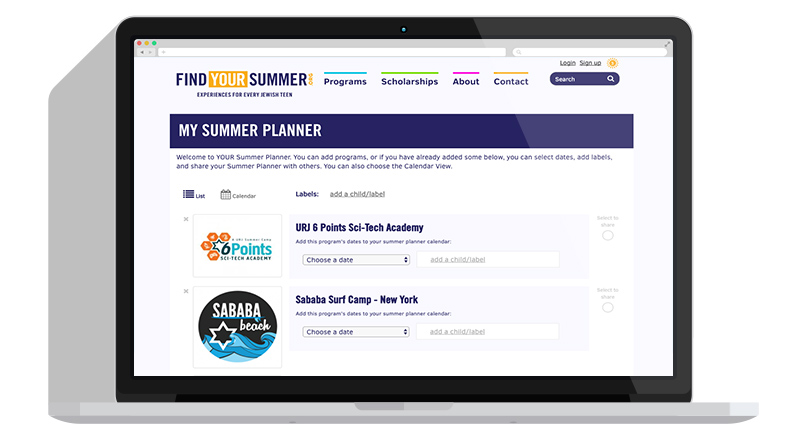 Login Sign up
FIND YOUR SUMMER .ORG
EXPERIENCES FOR EVERY JEWISH TEEN
Programs Scholarships About Contact
Search
MY SUMMER PLANNER
Welcome to YOUR Summer Planner. You can add programs, or if you have already added some below, you can select dates, add labels,
and share your Summer Planner with others. You can also choose the Calendar View.
List Calendar Labels: add a child/label
A URJ Summer Camp
6Points
SCI-TECH ACADEMY
URJ 6 Points Sci-Tech Academy
Add this program's dates to your summer planner calendar:
Choose a date add a child/label
Select to
share
SABABA
beach
Sababa Surf Camp - New York
Add this program's dates to your summer planner calendar:
Choose a date add a child/label
Select to
share